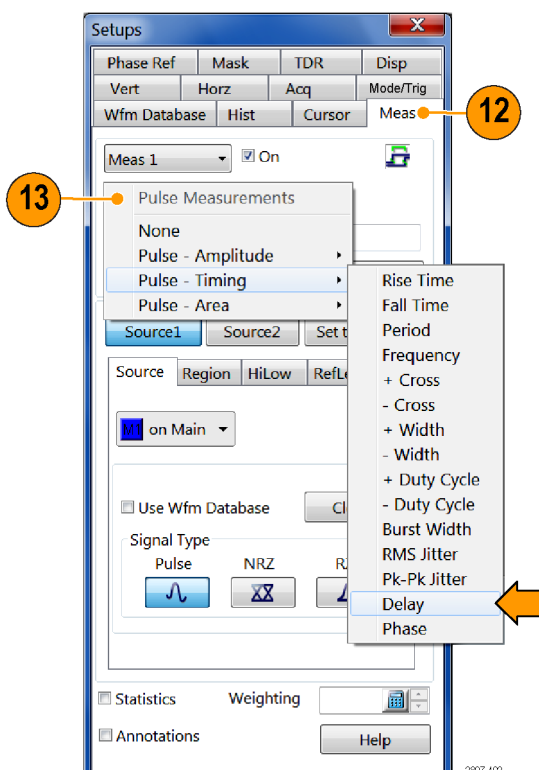 Setups
X
Phase Ref Mask TDR Disp
Vert Horz Acq Mode/Trig
Wfm Database Hist Cursor Meas
12
Meas 1 On
13
Pulse Measurements
None
Pulse - Amplitude
Pulse - Timing
Pulse - Area
Rise Time
Fall Time
Period
Frequency
+ Cross
- Cross
+ Width
- Width
+ Duty Cycle
- Duty Cycle
Burst Width
RMS Jitter
Pk-Pk Jitter
Delay
Phase
Source1 Source2 Set t
Source Region HiLow
M1 on Main
Use Wfm Database
Signal Type
Pulse NRZ
Statistics Weighting
Annotations Help